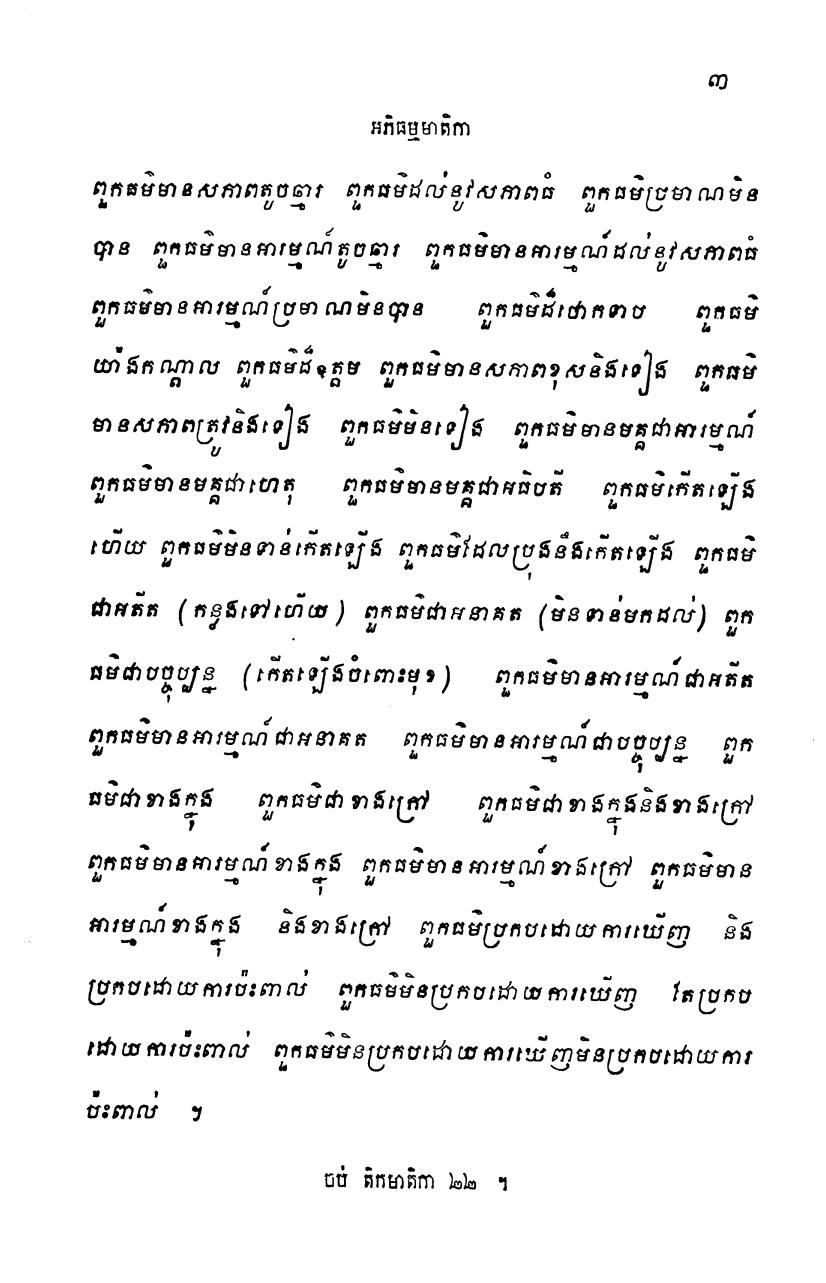 ៣
អភិធម្មមាតិកា
ពួកធម៌មានសភាពតូចឆ្មារ ពួកធម៌ដល់នូវសភាពធំ ពួកធម៌ប្រមាណមិន
បាន ពួកធម៌មានអារម្មណ៍តូចឆ្មារ ពួកធម៌មានអារម្មណ៍ដល់នូវសភាពធំ
ពួកធម៌មានអារម្មណ៍ប្រមាណមិនបាន ពួកធម៌ដ៏ថោកទាប ពួកធម៌
យ៉ាងកណ្តាល ពួកធម៌ដ៏ឧត្តម ពួកធម៌មានសភាពខុសនិងទៀង ពួកធម៌
មានសភាពត្រូវនិងទៀង ពួកធម៌មិនទៀង ពួកធម៌មានមគ្គជាអារម្មណ៍
ពួកធម៌មានមគ្គជាហេតុ ពួកធម៌មានមគ្គជាអធិបតី ពួកធម៌កើតឡើង
ហើយ ពួកធម៌មិនទាន់កើតឡើង ពួកធម៌ដែលប្រុងនឹងកើតឡើង ពួកធម៌
ជាអតីត (កន្លងទៅហើយ) ពួកធម៌ជាអនាគត (មិនទាន់មកដល់) ពួក
ធម៌ជាបច្ចុប្បន្ន (កើតឡើងចំពោះមុខ) ពួកធម៌មានអារម្មណ៍ជាអតីត
ពួកធម៌មានអារម្មណ៍ជាអនាគត ពួកធម៌មានអារម្មណ៍ជាបច្ចុប្បន្ន ពួក
ធម៌ជាខាងក្នុង ពួកធម៌ជាខាងក្រៅ ពួកធម៌ជាខាងក្នុងនិងខាងក្រៅ
ពួកធម៌មានអារម្មណ៍ខាងក្នុង ពួកធម៌មានអារម្មណ៍ខាងក្រៅ ពួកធម៌មាន
អារម្មណ៍ខាងក្នុង និងខាងក្រៅ ពួកធម៌ប្រកបដោយការឃើញ និង
ប្រកបដោយការប៉ះពាល់ ពួកធម៌មិនប្រកបដោយការឃើញ តែប្រកប
ដោយការប៉ះពាល់ ពួកធម៌មិនប្រកបដោយការឃើញមិនប្រកបដោយការ
ប៉ះពាល់ ។
ចប់ តិកមាតិកា ២២ ។